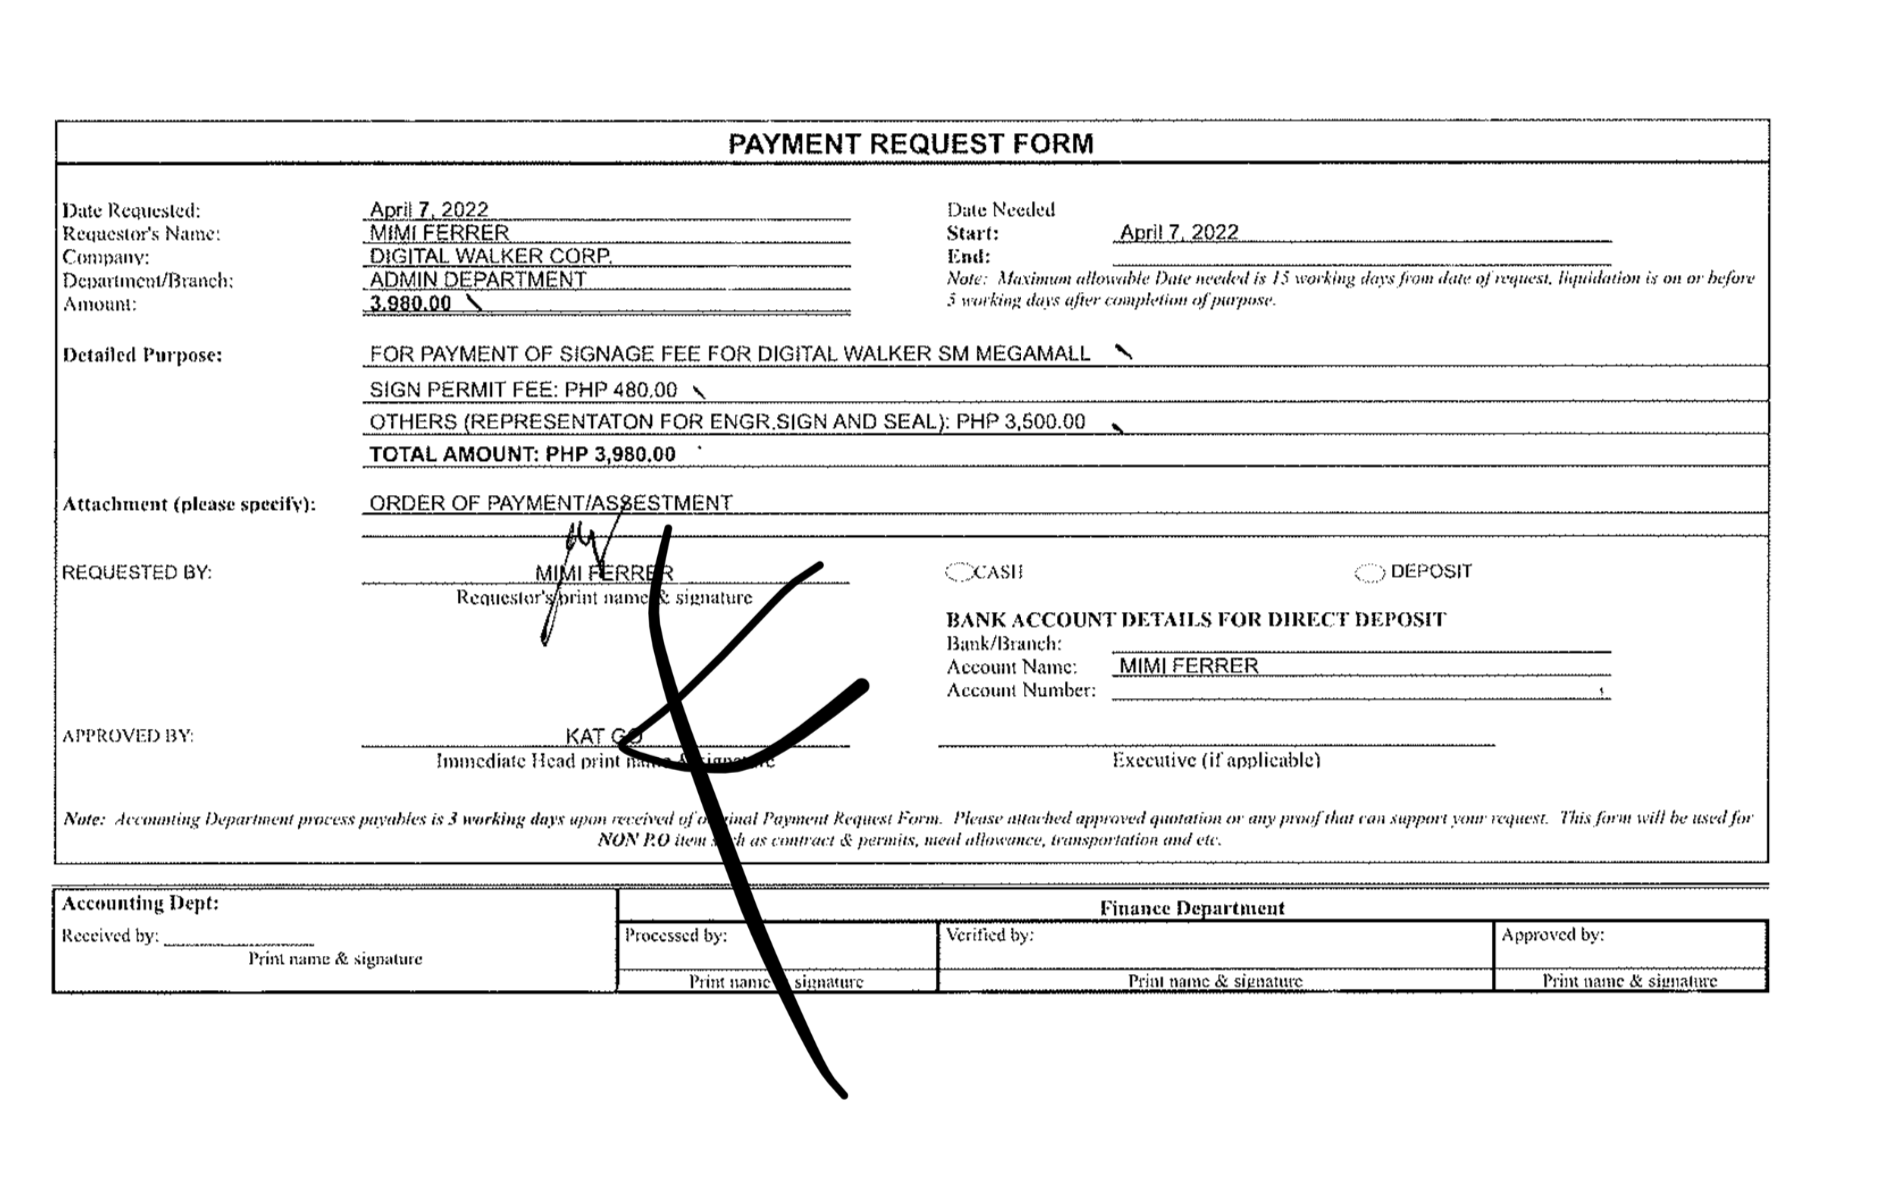 PAYMENT REQUEST FORM
Date Requested: April 7, 2022
Requestor's Name: MIMI FERRER
Company: DIGITAL WALKER CORP.
Department/Branch: ADMIN DEPARTMENT
Amount: 3.980.00
Date Needed
Start: April 7, 2022
End:
Note: Maximum allowable Date needed is 15 working days from date of request, liquidation is on or before
5 working days after completion of purpose.
Detailed Purpose: FOR PAYMENT OF SIGNAGE FEE FOR DIGITAL WALKER SM MEGAMALL
SIGN PERMIT FEE: PHP 480.00
OTHERS (REPRESENTATON FOR ENGR.SIGN AND SEAL): PHP 3,500.00
TOTAL AMOUNT: PHP 3,980.00
Attachment (please specify): ORDER OF PAYMENT/ASSESTMENT
REQUESTED BY: MIMI FERRER
Requestor's print name & signature
CASH DEPOSIT
BANK ACCOUNT DETAILS FOR DIRECT DEPOSIT
Bank/Branch:
Account Name: MIMI FERRER
Account Number:
APPROVED BY: KAT GO
Immediate Head print name & signature
Executive (if applicable)
Note: Accounting Department process payables is 3 working days upon received of original Payment Request Form. Please attached approved quotation or any proof that can support your request. This form will be used for
NON P.O item such as contract & permits, meal allowance, transportation and etc.
Accounting Dept:
Received by:
Print name & signature
Finance Department
Processed by: Verified by: Approved by:
Print name & signature Print name & signature Print name & signature